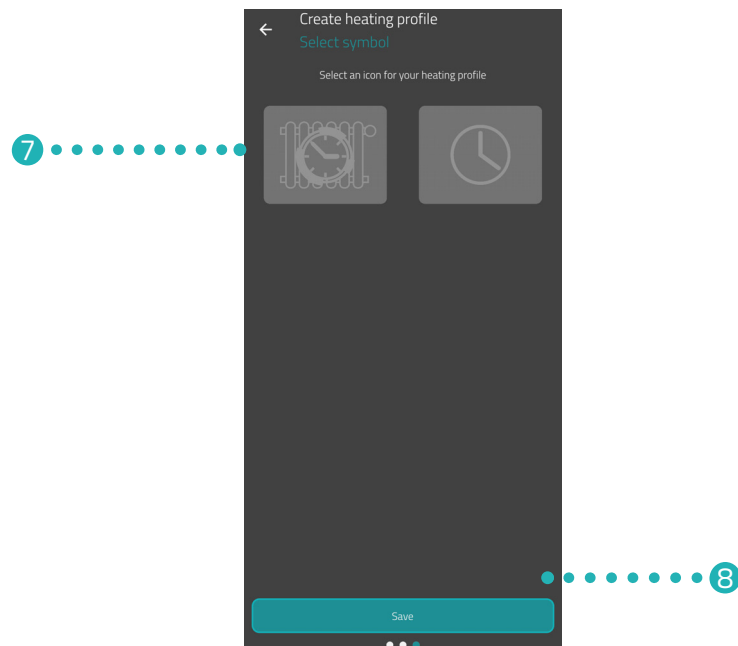 Create heating profile
Select symbol
Select an icon for your heating profile
7
8
Save